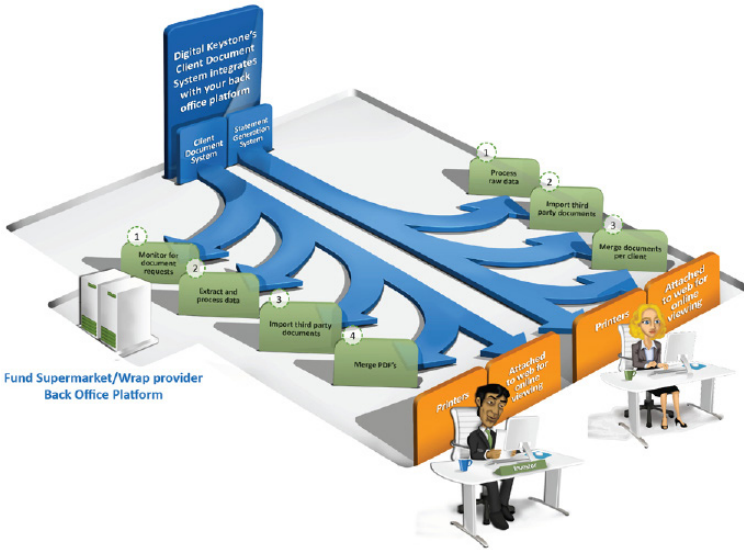 Digital Keystone's
Client Document
System integrates
with your back
office platform
Client
Document
System
Statement
Generation
System
1
Process
raw data
2
Import third
party documents
3
Merge documents
per client
1
Monitor for
document
requests
2
Extract and
process data
3
Import third party
documents
4
Merge PDF's
Printers
Attached
to web for
online
viewing
Printers
Attached
to web for
online
viewing
Fund Supermarket/Wrap provider
Back Office Platform
Investor